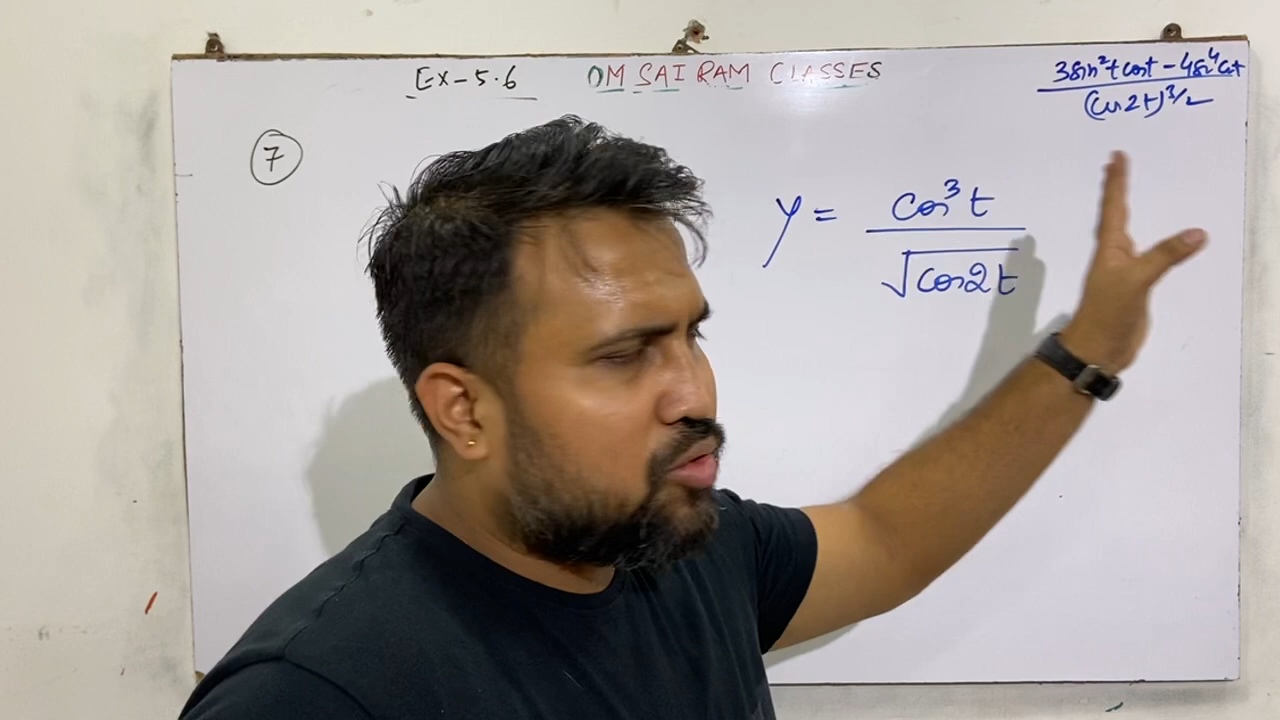 Ex-5.6 OM SAI RAM CLASSES
3sin²t cost - 4sin⁴t cost
(cos2t)^3/2
7
y = cos³t
√cos2t